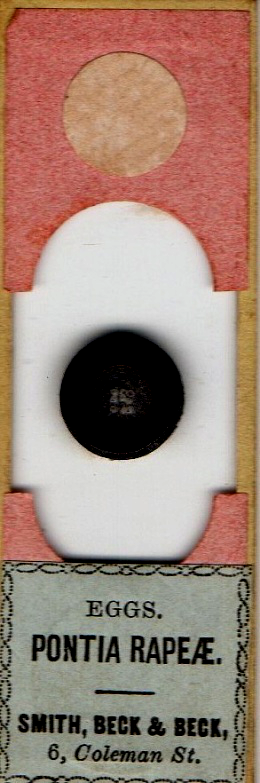 EGGS.
PONTIA RAPEÆ.
SMITH, BECK & BECK,
6, Coleman St.